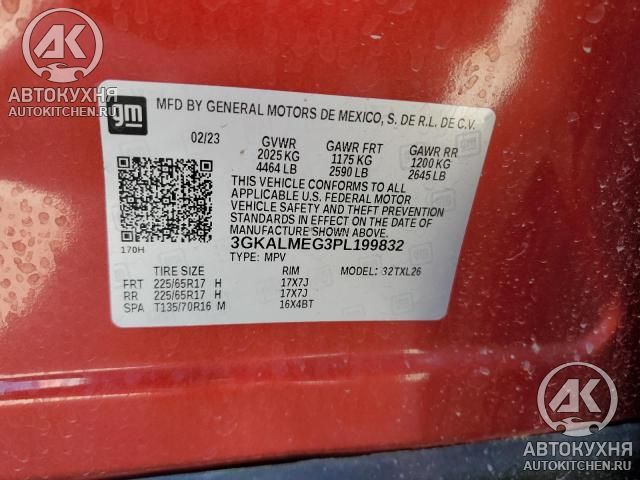 АК
АВТОКУХНЯ
AUTOKITCHEN.RU
gm
MFD BY GENERAL MOTORS DE MEXICO, S. DE R.L. DE C.V.
02/23 GVWR GAWR FRT GAWR RR
2025 KG 1175 KG 1200 KG
4464 LB 2590 LB 2645 LB
THIS VEHICLE CONFORMS TO ALL
APPLICABLE U.S. FEDERAL MOTOR
VEHICLE SAFETY AND THEFT PREVENTION
STANDARDS IN EFFECT ON THE DATE OF
MANUFACTURE SHOWN ABOVE.
3GKALMEG3PL199832
170H TYPE: MPV MODEL: 32TXL26
TIRE SIZE RIM
FRT 225/65R17 H 17X7J
RR 225/65R17 H 17X7J
SPA T135/70R16 M 16X4BT
АК
АВТОКУХНЯ
AUTOKITCHEN.RU